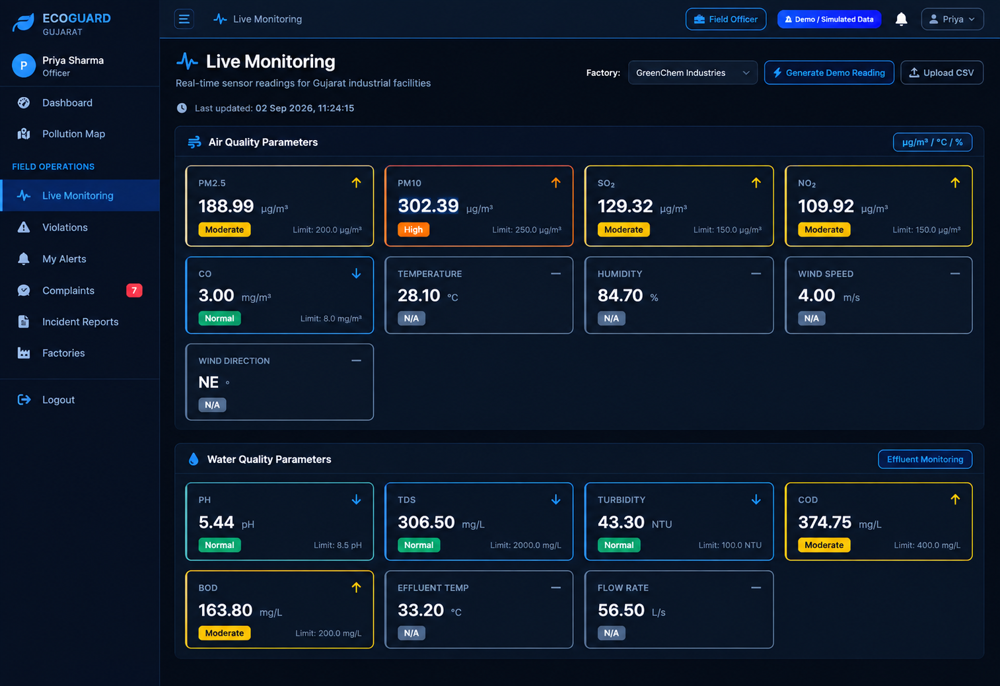 ECOGUARD
GUJARAT
P
Priya Sharma
Officer
Dashboard
Pollution Map
FIELD OPERATIONS
Live Monitoring
Violations
My Alerts
Complaints 7
Incident Reports
Factories
Logout
Live Monitoring
Field Officer
Demo / Simulated Data
Priya
Live Monitoring
Real-time sensor readings for Gujarat industrial facilities
Factory: GreenChem Industries
Generate Demo Reading
Upload CSV
Last updated: 02 Sep 2026, 11:24:15
Air Quality Parameters
µg/m³ / °C / %
PM2.5
188.99 µg/m³
Moderate Limit: 200.0 µg/m³
PM10
302.39 µg/m³
High Limit: 250.0 µg/m³
SO₂
129.32 µg/m³
Moderate Limit: 150.0 µg/m³
NO₂
109.92 µg/m³
Moderate Limit: 150.0 µg/m³
CO
3.00 mg/m³
Normal Limit: 8.0 mg/m³
TEMPERATURE
28.10 °C
N/A
HUMIDITY
84.70 %
N/A
WIND SPEED
4.00 m/s
N/A
WIND DIRECTION
NE °
N/A
Water Quality Parameters
Effluent Monitoring
PH
5.44 pH
Normal Limit: 8.5 pH
TDS
306.50 mg/L
Normal Limit: 2000.0 mg/L
TURBIDITY
43.30 NTU
Normal Limit: 100.0 NTU
COD
374.75 mg/L
Moderate Limit: 400.0 mg/L
BOD
163.80 mg/L
Moderate Limit: 200.0 mg/L
EFFLUENT TEMP
33.20 °C
N/A
FLOW RATE
56.50 L/s
N/A